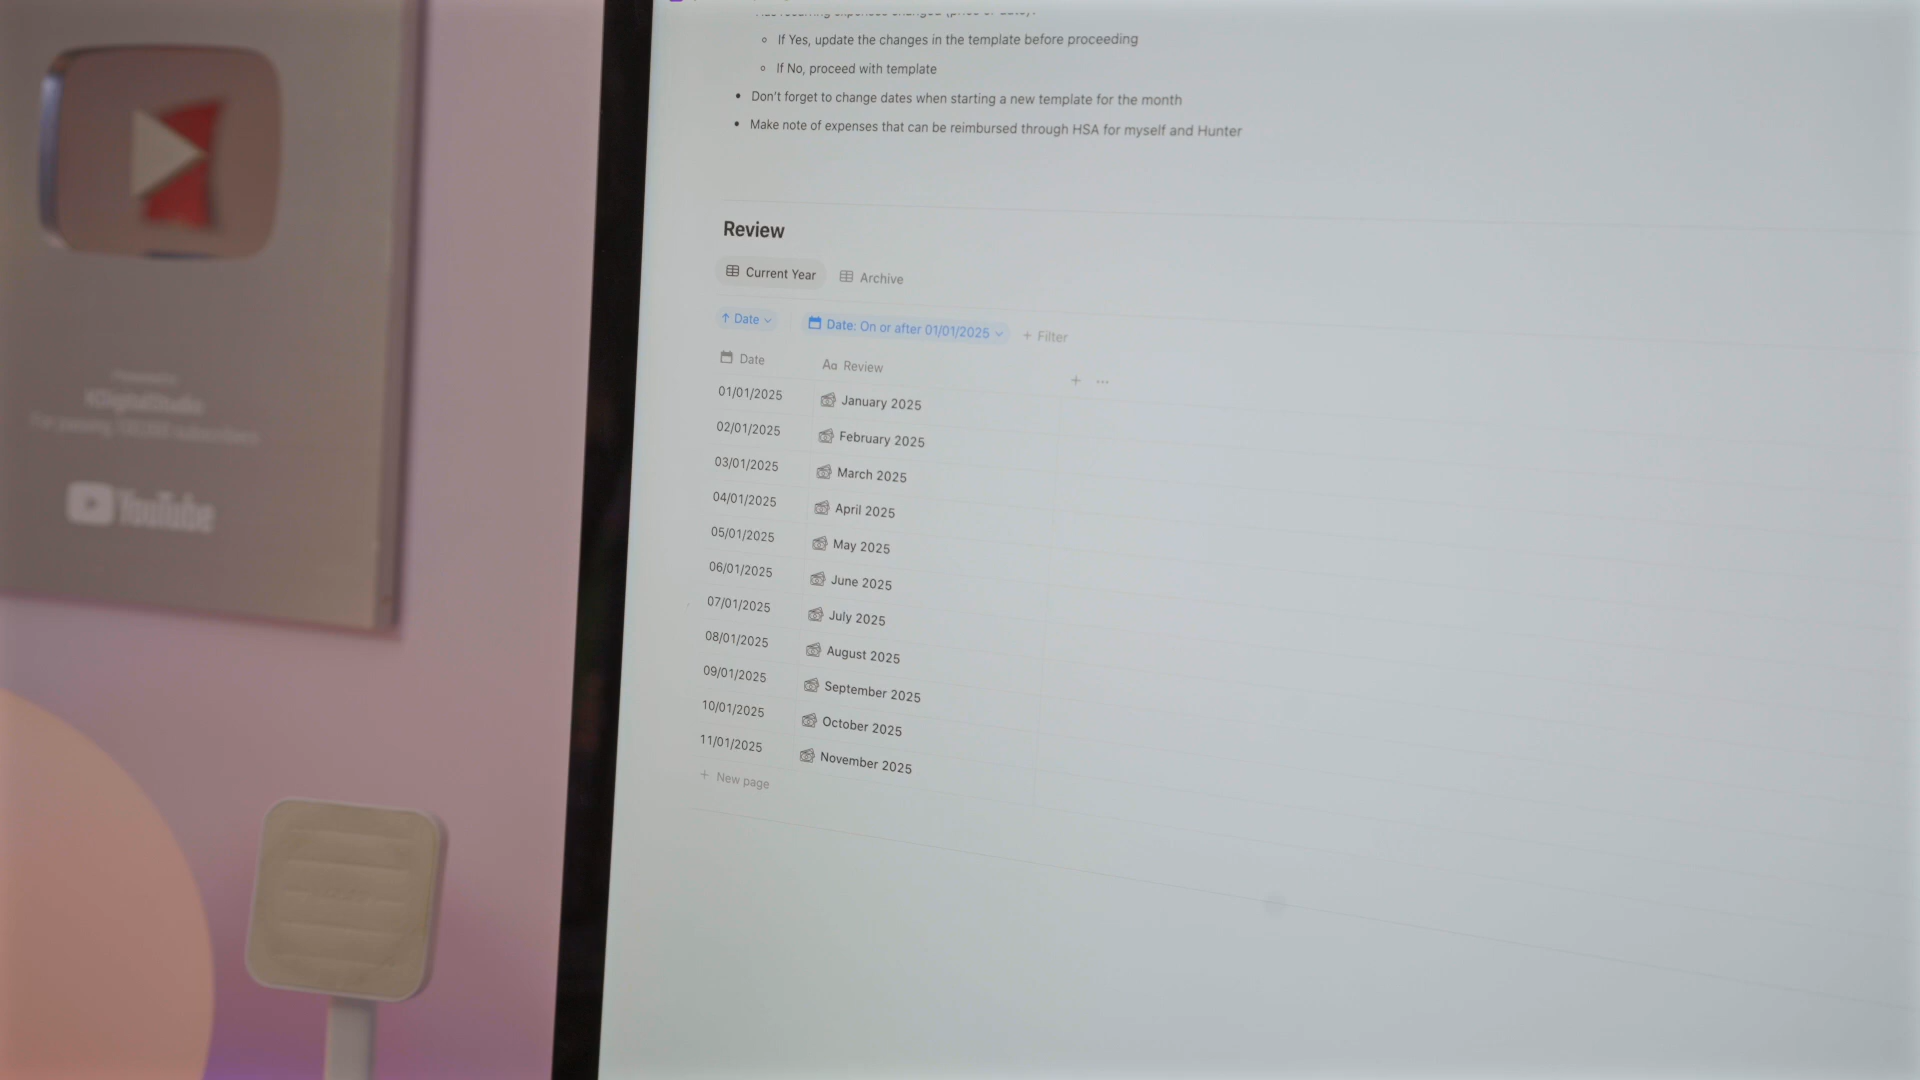 If Yes, update the changes in the template before proceeding
If No, proceed with template
Don't forget to change dates when starting a new template for the month
Make note of expenses that can be reimbursed through HSA for myself and Hunter
Review
Current Year Archive
Date Date: On or after 01/01/2025 + Filter
Date Aa Review
01/01/2025 January 2025
02/01/2025 February 2025
03/01/2025 March 2025
04/01/2025 April 2025
05/01/2025 May 2025
06/01/2025 June 2025
07/01/2025 July 2025
08/01/2025 August 2025
09/01/2025 September 2025
10/01/2025 October 2025
11/01/2025 November 2025
+ New page
YouTube